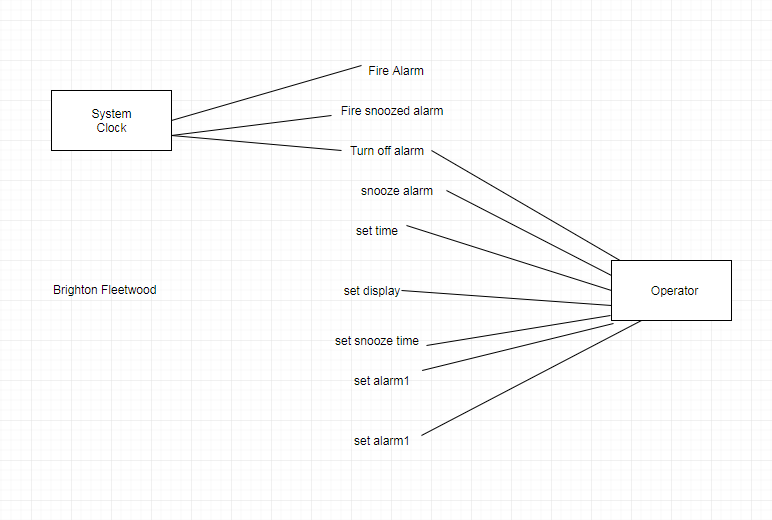 Fire Alarm
System
Clock
Fire snoozed alarm
Turn off alarm
snooze alarm
set time
Brighton Fleetwood
set display
Operator
set snooze time
set alarm1
set alarm1